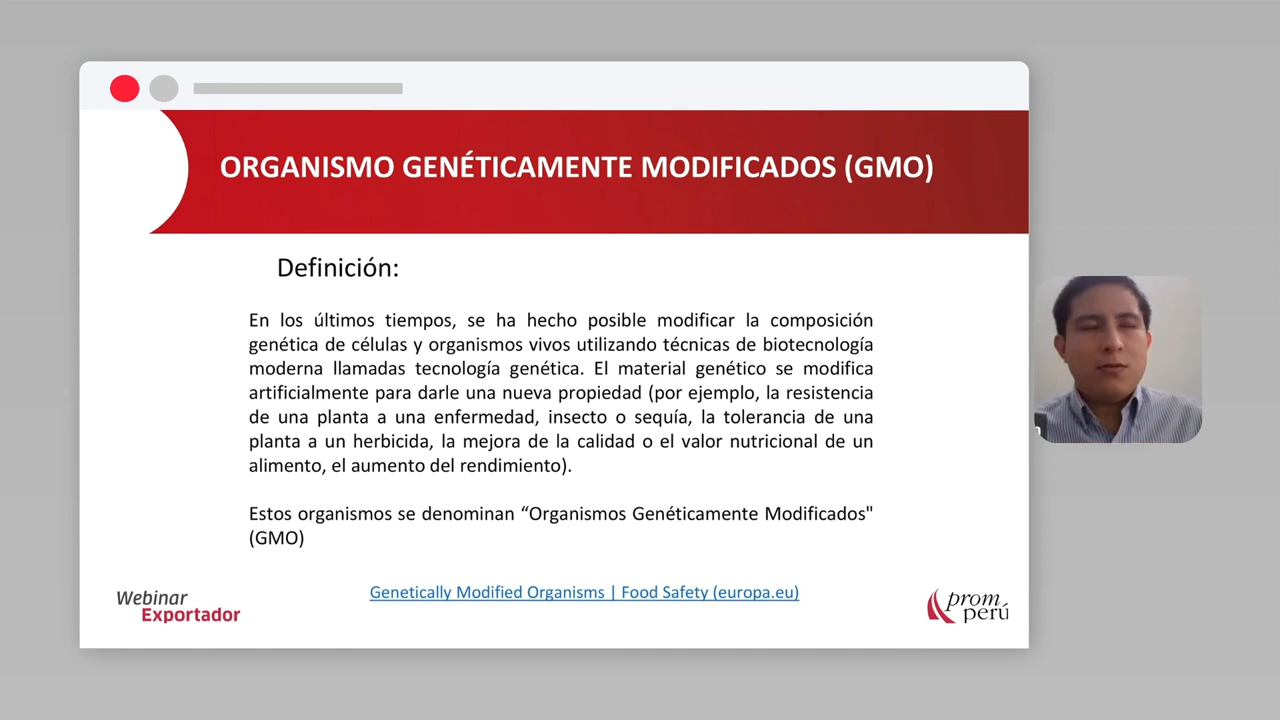 ORGANISMO GENÉTICAMENTE MODIFICADOS (GMO)
Definición:
En los últimos tiempos, se ha hecho posible modificar la composición
genética de células y organismos vivos utilizando técnicas de biotecnología
moderna llamadas tecnología genética. El material genético se modifica
artificialmente para darle una nueva propiedad (por ejemplo, la resistencia
de una planta a una enfermedad, insecto o sequía, la tolerancia de una
planta a un herbicida, la mejora de la calidad o el valor nutricional de un
alimento, el aumento del rendimiento).
Estos organismos se denominan “Organismos Genéticamente Modificados"
(GMO)
Genetically Modified Organisms | Food Safety (europa.eu)
Webinar
Exportador
prom
perú